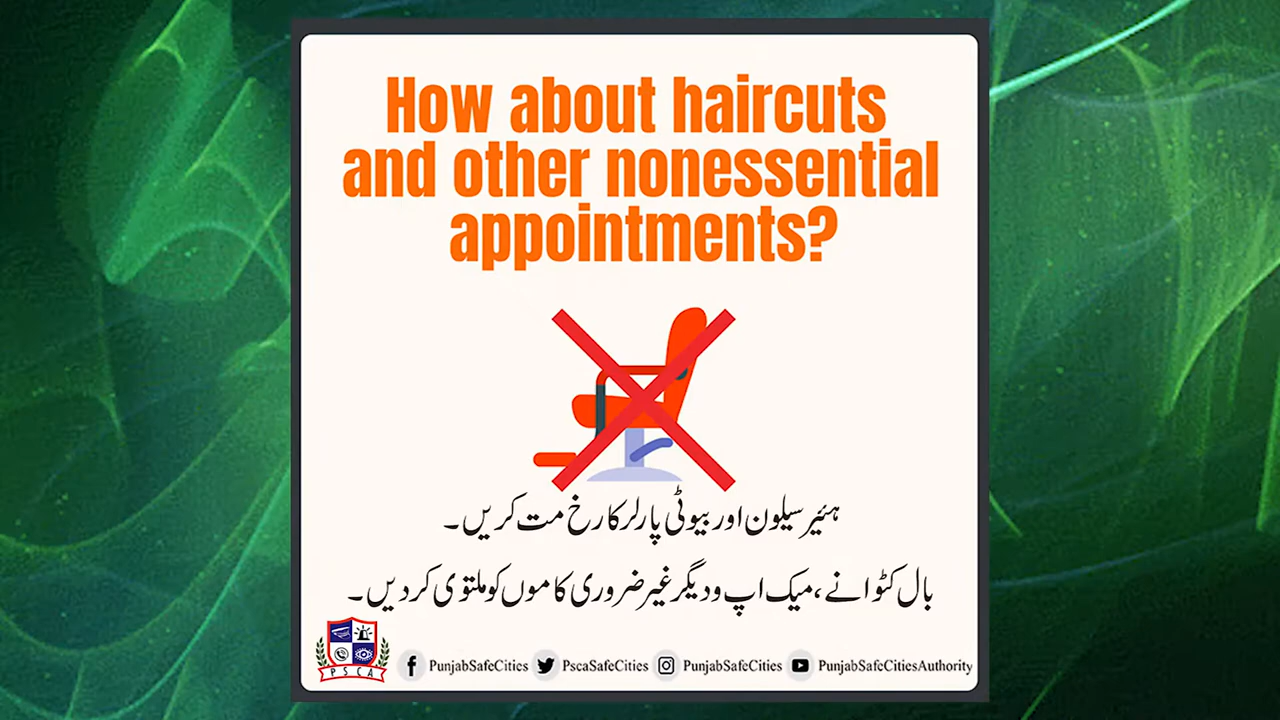 How about haircuts
and other nonessential
appointments?
ہئیر سیلون اور بیوٹی پارلر کا رخ مت کریں۔
بال کٹوانے، میک اپ و دیگر غیر ضروری کاموں کو ملتوی کر دیں۔
PSCA
PunjabSafeCities PscaSafeCities PunjabSafeCities PunjabSafeCitiesAuthority